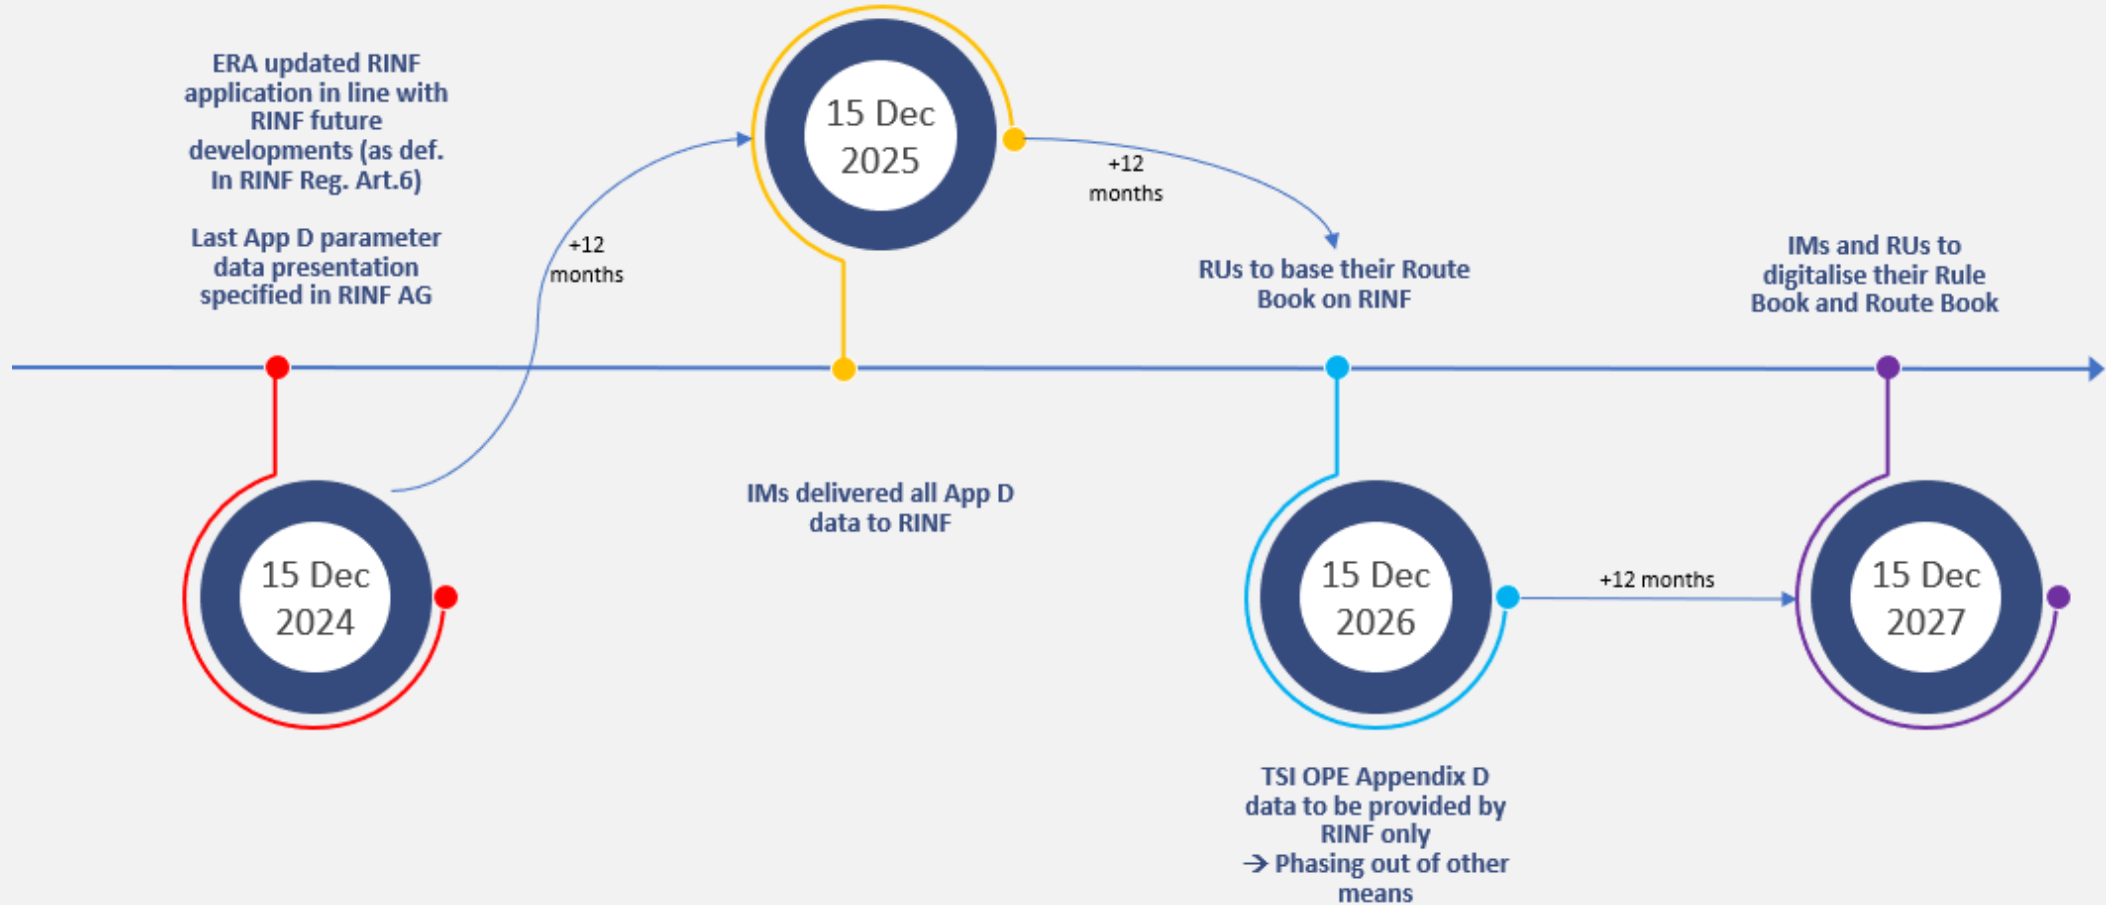 ERA updated RINF
application in line with
RINF future
developments (as def.
In RINF Reg. Art.6)
Last App D parameter
data presentation
specified in RINF AG
15 Dec
2024
+12
months
15 Dec
2025
IMs delivered all App D
data to RINF
+12
months
RUs to base their Route
Book on RINF
15 Dec
2026
TSI OPE Appendix D
data to be provided by
RINF only
→ Phasing out of other
means
+12 months
IMs and RUs to
digitalise their Rule
Book and Route Book
15 Dec
2027